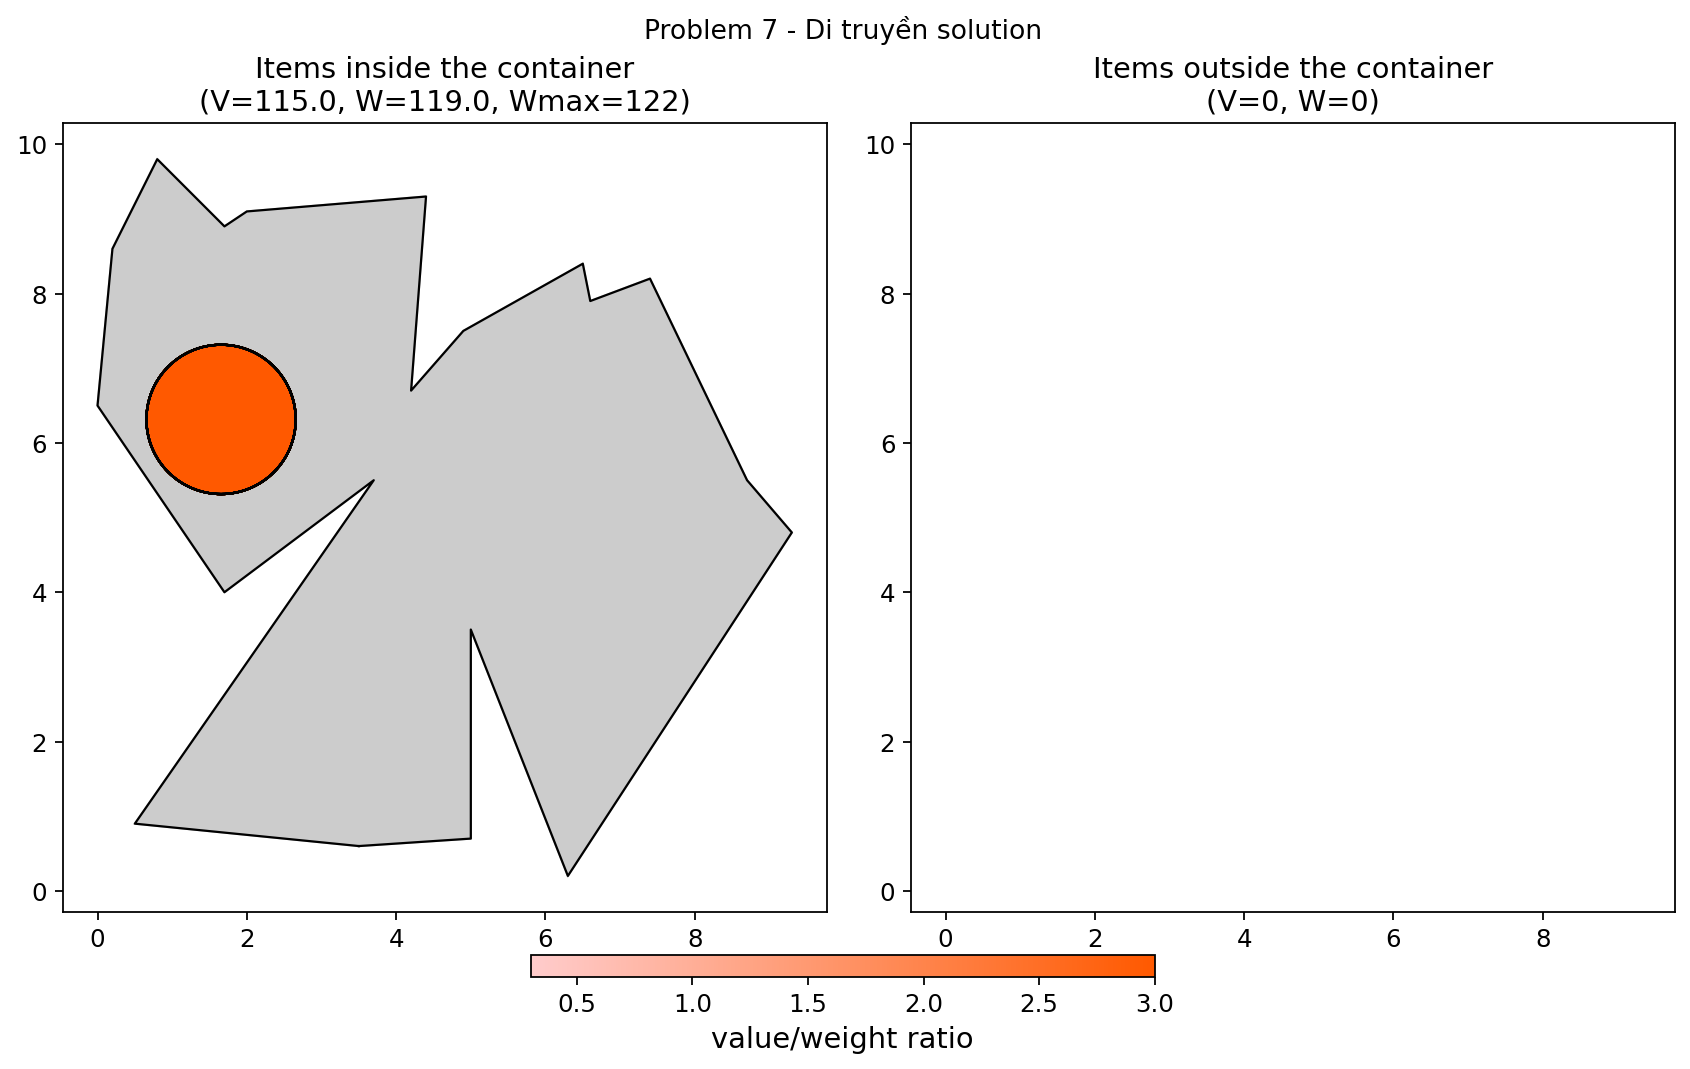 Problem 7 - Di truyền solution
Items inside the container
(V=115.0, W=119.0, Wmax=122)
Items outside the container
(V=0, W=0)
10
8
6
4
2
0
0 2 4 6 8
10
8
6
4
2
0
0 2 4 6 8
0.5 1.0 1.5 2.0 2.5 3.0
value/weight ratio